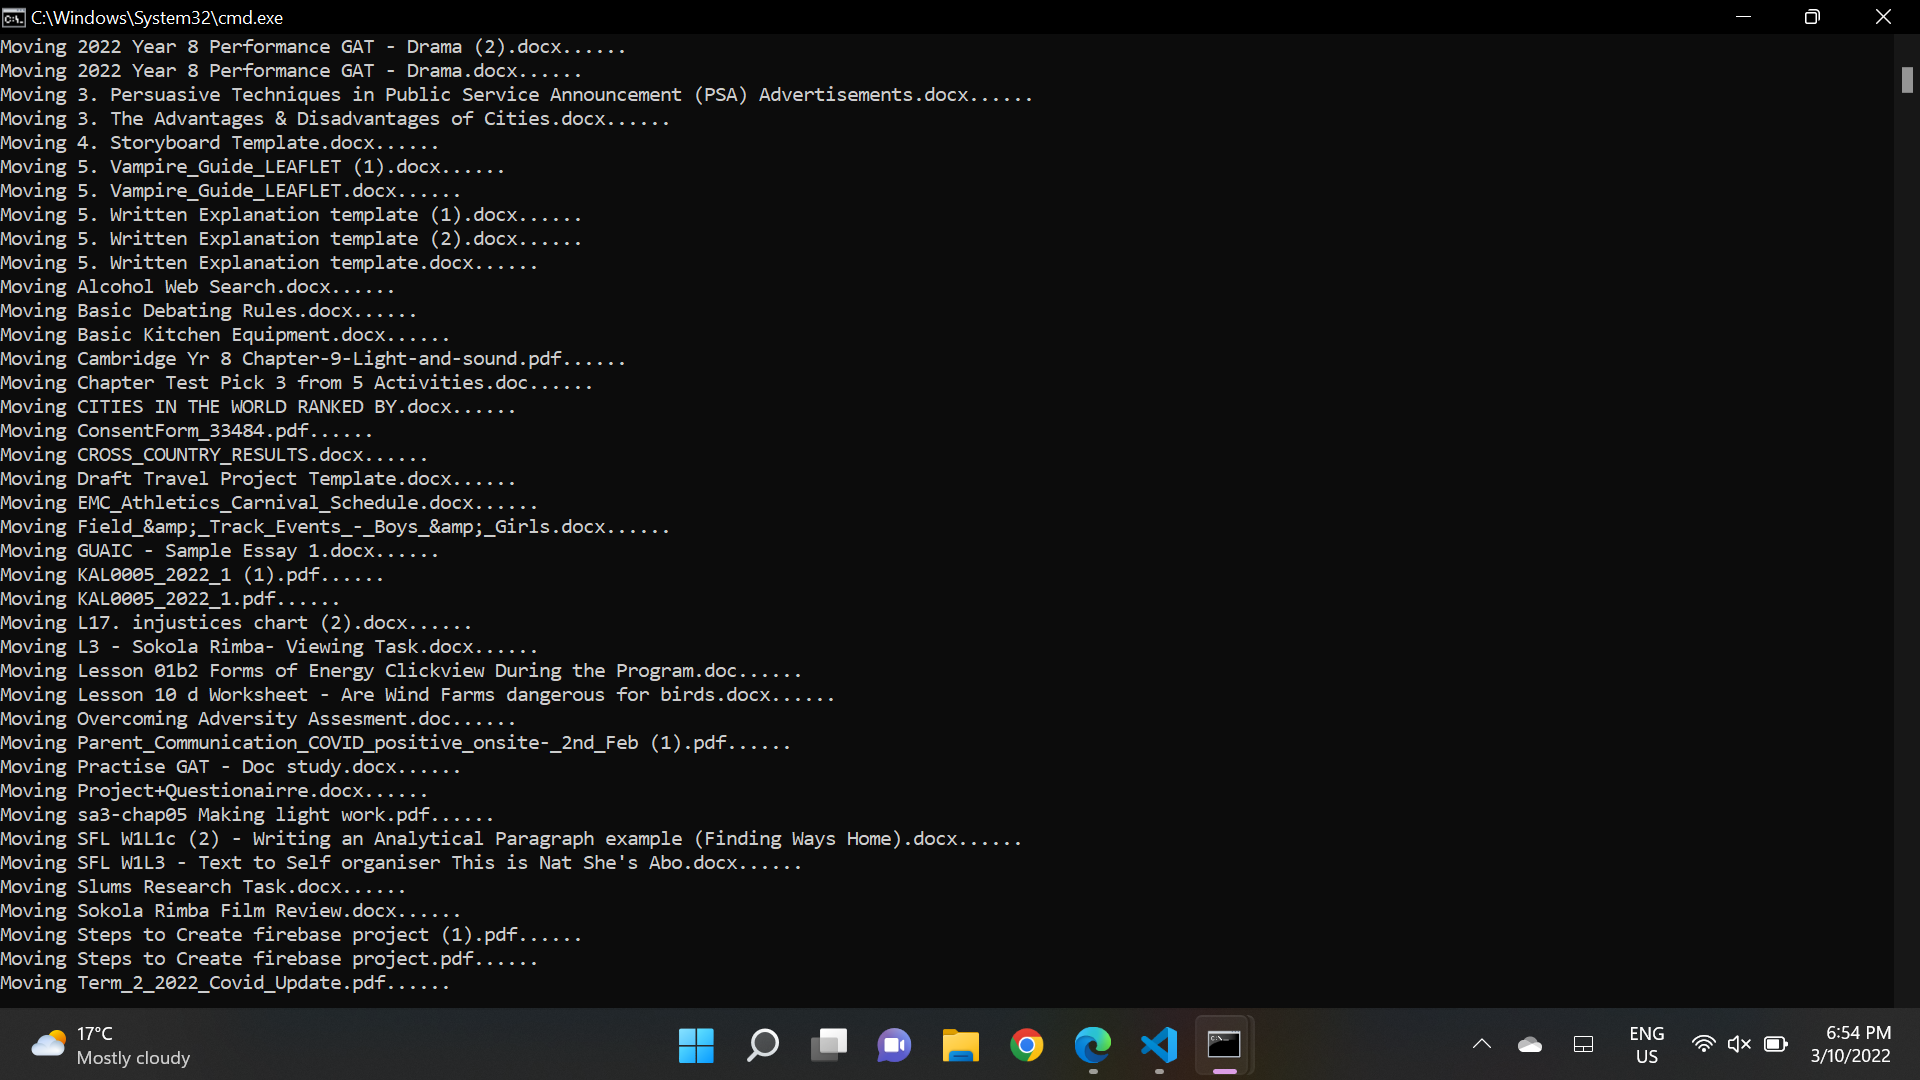 C:\Windows\System32\cmd.exe
Moving 2022 Year 8 Performance GAT - Drama (2).docx......
Moving 2022 Year 8 Performance GAT - Drama.docx......
Moving 3. Persuasive Techniques in Public Service Announcement (PSA) Advertisements.docx......
Moving 3. The Advantages & Disadvantages of Cities.docx......
Moving 4. Storyboard Template.docx......
Moving 5. Vampire_Guide_LEAFLET (1).docx......
Moving 5. Vampire_Guide_LEAFLET.docx......
Moving 5. Written Explanation template (1).docx......
Moving 5. Written Explanation template (2).docx......
Moving 5. Written Explanation template.docx......
Moving Alcohol Web Search.docx......
Moving Basic Debating Rules.docx......
Moving Basic Kitchen Equipment.docx......
Moving Cambridge Yr 8 Chapter-9-Light-and-sound.pdf......
Moving Chapter Test Pick 3 from 5 Activities.doc......
Moving CITIES IN THE WORLD RANKED BY.docx......
Moving ConsentForm_33484.pdf......
Moving CROSS_COUNTRY_RESULTS.docx......
Moving Draft Travel Project Template.docx......
Moving EMC_Athletics_Carnival_Schedule.docx......
Moving Field_&amp;_Track_Events_-_Boys_&amp;_Girls.docx......
Moving GUAIC - Sample Essay 1.docx......
Moving KAL0005_2022_1 (1).pdf......
Moving KAL0005_2022_1.pdf......
Moving L17. injustices chart (2).docx......
Moving L3 - Sokola Rimba- Viewing Task.docx......
Moving Lesson 01b2 Forms of Energy Clickview During the Program.doc......
Moving Lesson 10 d Worksheet - Are Wind Farms dangerous for birds.docx......
Moving Overcoming Adversity Assesment.doc......
Moving Parent_Communication_COVID_positive_onsite-_2nd_Feb (1).pdf......
Moving Practise GAT - Doc study.docx......
Moving Project+Questionairre.docx......
Moving sa3-chap05 Making light work.pdf......
Moving SFL W1L1c (2) - Writing an Analytical Paragraph example (Finding Ways Home).docx......
Moving SFL W1L3 - Text to Self organiser This is Nat She's Abo.docx......
Moving Slums Research Task.docx......
Moving Sokola Rimba Film Review.docx......
Moving Steps to Create firebase project (1).pdf......
Moving Steps to Create firebase project.pdf......
Moving Term_2_2022_Covid_Update.pdf......
17°C
Mostly cloudy
ENG
US
6:54 PM
3/10/2022